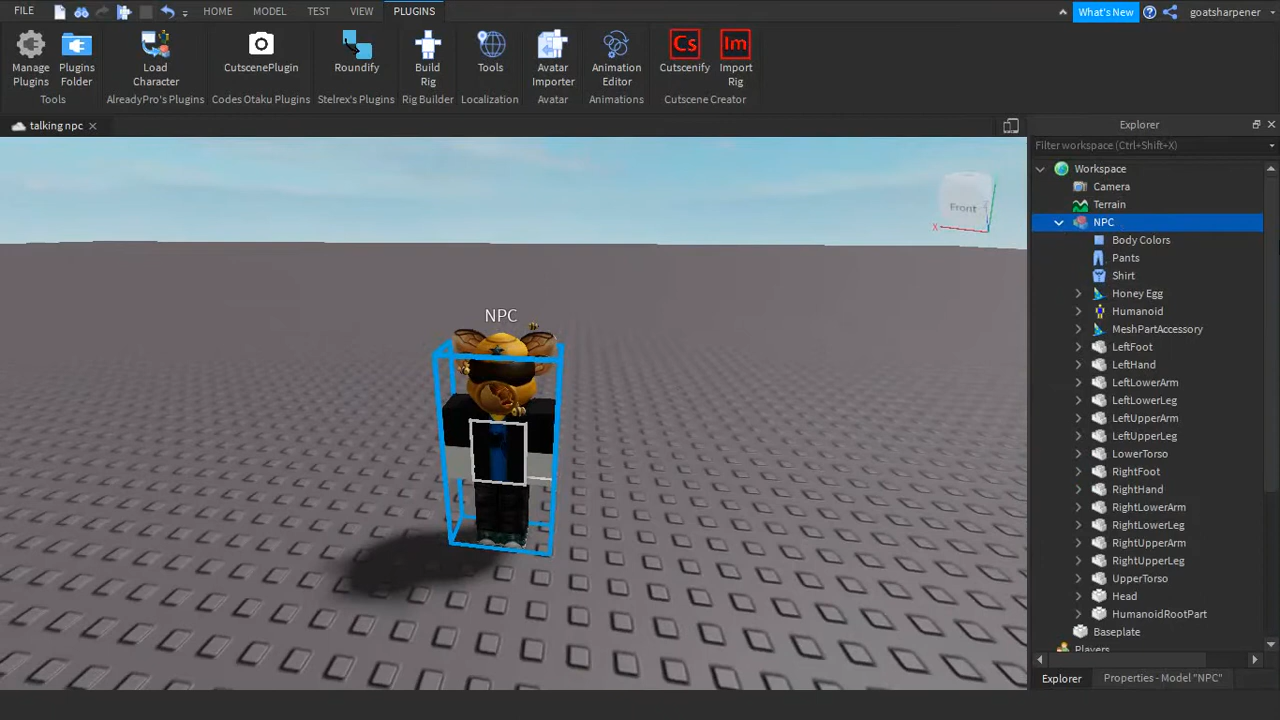 FILE HOME MODEL TEST VIEW PLUGINS What's New goatsharpener
Manage Plugins
Plugins Folder
Tools
Load Character
AlreadyPro's Plugins
CutscenePlugin
Codes Otaku Plugins
Roundify
Stelrex's Plugins
Build Rig
Rig Builder
Tools
Localization
Avatar Importer
Avatar
Animation Editor
Animations
Cs
Cutscenify
Im
Import Rig
Cutscene Creator
talking npc
Front
X
NPC
Explorer
Filter workspace (Ctrl+Shift+X)
Workspace
Camera
Terrain
NPC
Body Colors
Pants
Shirt
Honey Egg
Humanoid
MeshPartAccessory
LeftFoot
LeftHand
LeftLowerArm
LeftLowerLeg
LeftUpperArm
LeftUpperLeg
LowerTorso
RightFoot
RightHand
RightLowerArm
RightLowerLeg
RightUpperArm
RightUpperLeg
UpperTorso
Head
HumanoidRootPart
Baseplate
Players
Explorer Properties - Model "NPC"